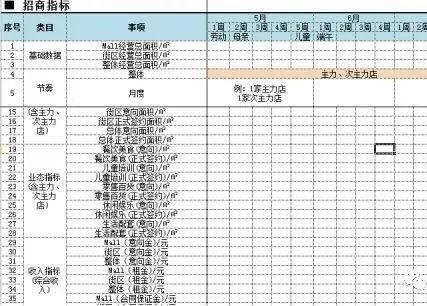 ■ 招商指标
序号 类目 事项 5月 6月
1周 2周 3周 4周 5周 1周 2周 3周 4周 1周 2周
劳动 母亲 儿童 端午
1 Mall经营总面积/m²
2 基础数据 街区经营总面积/m²
3 整体经营总面积/m²
4 整体 主力、次主力店
节奏
5 月度 例：1家主力店
1家次主力店
15 (含主力、 街区意向面积/m²
16 次主力 街区正式签约面积/m²
17 店) 总体意向面积/m²
18 总体正式签约面积/m²
19 餐饮美食(意向)/m²
20 餐饮美食(正式签约)/m²
21 儿童培训(意向)/m²
22 业态指标 儿童培训(正式签约)/m²
23 (含主力、 零售百货(意向)/m²
24 次主力 零售百货(正式签约)/m²
25 店) 休闲娱乐(意向)/m²
26 休闲娱乐(正式签约)/m²
27 生活配套(意向)/m²
28 生活配套(正式签约)/m²
29 Mall（意向金)/元
30 街区（意向金)/元
31 整体（意向金)/元
32 收入指标 Mall（租金)/元
33 (综合收 街区（租金)/元
34 入) 整体（租金)/元
35 Mall（合同保证金)/元